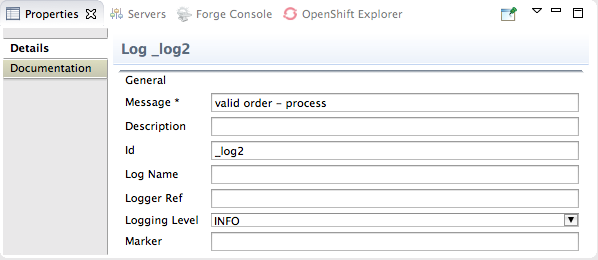 Properties Servers Forge Console OpenShift Explorer
Details
Documentation
Log _log2
General
Message * valid order - process
Description
Id _log2
Log Name
Logger Ref
Logging Level INFO
Marker